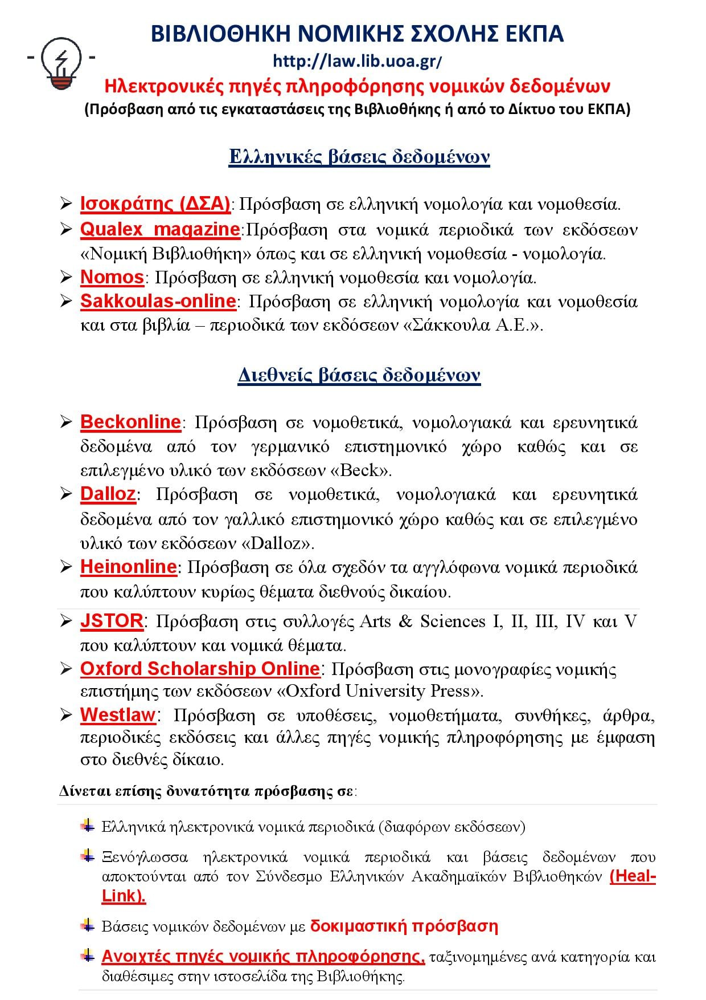 ΒΙΒΛΙΟΘΗΚΗ ΝΟΜΙΚΗΣ ΣΧΟΛΗΣ ΕΚΠΑ
http://law.lib.uoa.gr/
Ηλεκτρονικές πηγές πληροφόρησης νομικών δεδομένων
(Πρόσβαση από τις εγκαταστάσεις της Βιβλιοθήκης ή από το Δίκτυο του ΕΚΠΑ)
Ελληνικές βάσεις δεδομένων
➢ Ισοκράτης (ΔΣΑ): Πρόσβαση σε ελληνική νομολογία και νομοθεσία.
➢ Qualex magazine:Πρόσβαση στα νομικά περιοδικά των εκδόσεων
«Νομική Βιβλιοθήκη» όπως και σε ελληνική νομοθεσία - νομολογία.
➢ Nomos: Πρόσβαση σε ελληνική νομοθεσία και νομολογία.
➢ Sakkoulas-online: Πρόσβαση σε ελληνική νομολογία και νομοθεσία
και στα βιβλία – περιοδικά των εκδόσεων «Σάκκουλα Α.Ε.».
Διεθνείς βάσεις δεδομένων
➢ Beckonline: Πρόσβαση σε νομοθετικά, νομολογιακά και ερευνητικά
δεδομένα από τον γερμανικό επιστημονικό χώρο καθώς και σε
επιλεγμένο υλικό των εκδόσεων «Beck».
➢ Dalloz: Πρόσβαση σε νομοθετικά, νομολογιακά και ερευνητικά
δεδομένα από τον γαλλικό επιστημονικό χώρο καθώς και σε επιλεγμένο
υλικό των εκδόσεων «Dalloz».
➢ Heinonline: Πρόσβαση σε όλα σχεδόν τα αγγλόφωνα νομικά περιοδικά
που καλύπτουν κυρίως θέματα διεθνούς δικαίου.
➢ JSTOR: Πρόσβαση στις συλλογές Arts & Sciences I, II, III, IV και V
που καλύπτουν και νομικά θέματα.
➢ Oxford Scholarship Online: Πρόσβαση στις μονογραφίες νομικής
επιστήμης των εκδόσεων «Oxford University Press».
➢ Westlaw: Πρόσβαση σε υποθέσεις, νομοθετήματα, συνθήκες, άρθρα,
περιοδικές εκδόσεις και άλλες πηγές νομικής πληροφόρησης με έμφαση
στο διεθνές δίκαιο.
Δίνεται επίσης δυνατότητα πρόσβασης σε:
Ελληνικά ηλεκτρονικά νομικά περιοδικά (διαφόρων εκδόσεων)
Ξενόγλωσσα ηλεκτρονικά νομικά περιοδικά και βάσεις δεδομένων που
αποκτούνται από τον Σύνδεσμο Ελληνικών Ακαδημαϊκών Βιβλιοθηκών (Heal-
Link).
Βάσεις νομικών δεδομένων με δοκιμαστική πρόσβαση
Ανοιχτές πηγές νομικής πληροφόρησης, ταξινομημένες ανά κατηγορία και
διαθέσιμες στην ιστοσελίδα της Βιβλιοθήκης.